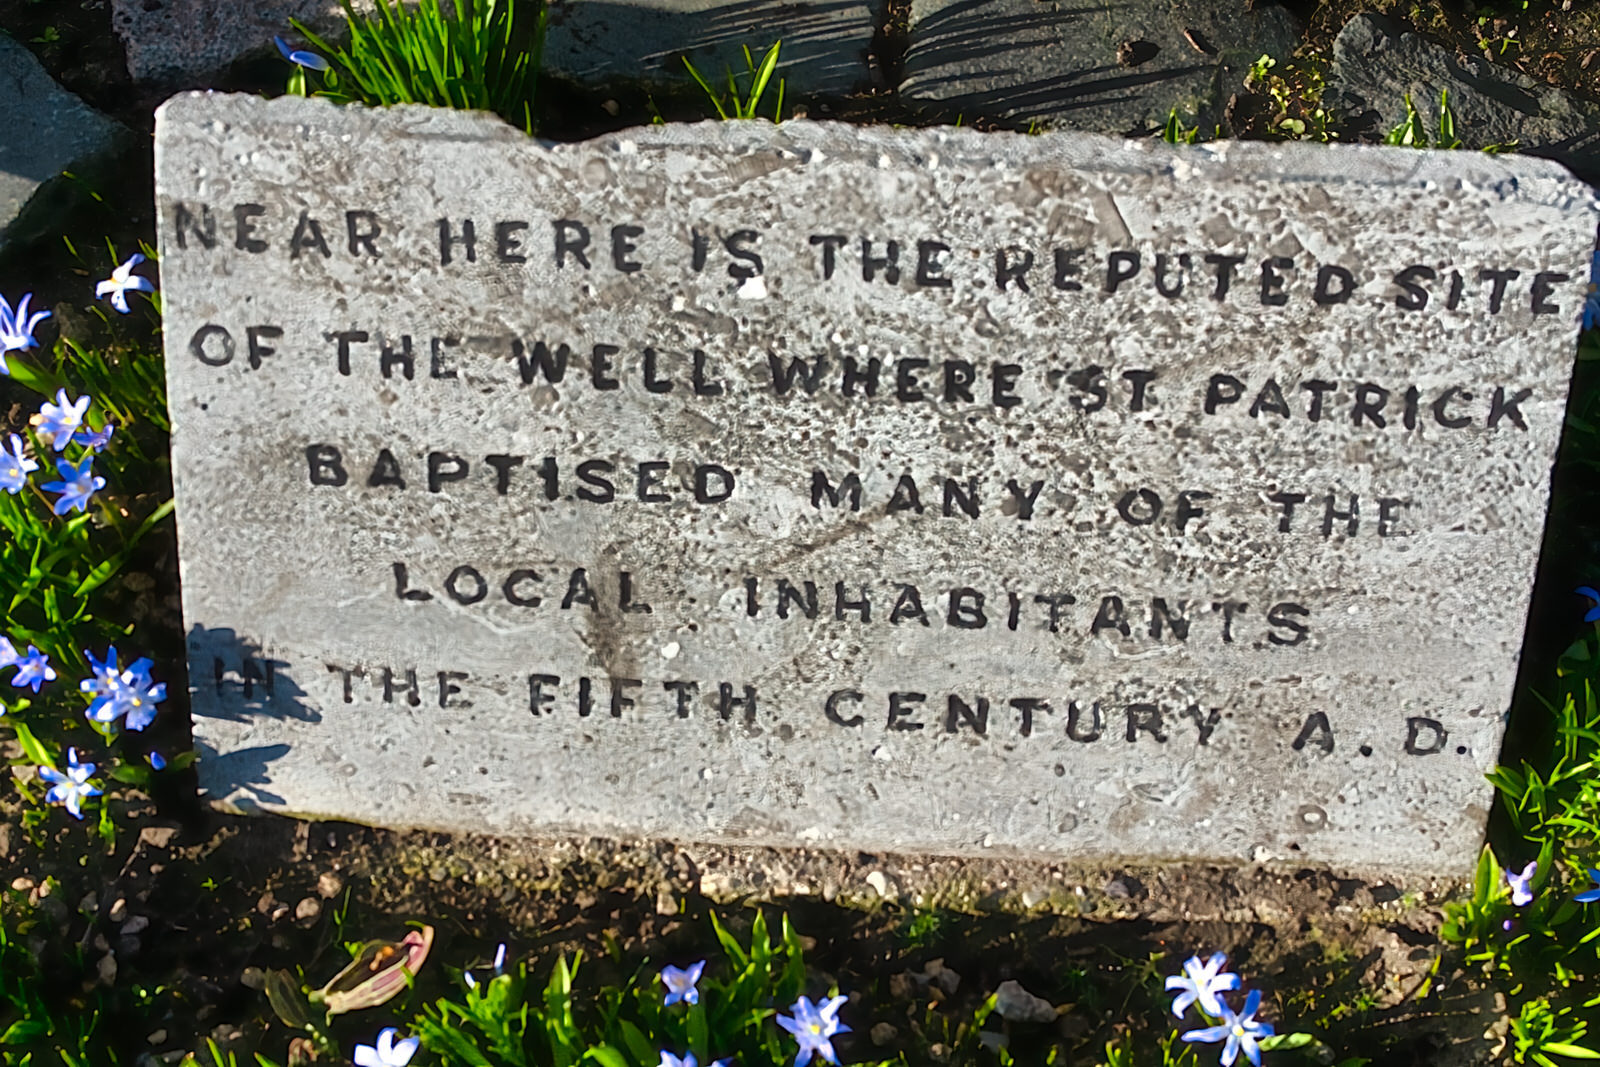 NEAR HERE IS THE REPUTED SITE
OF THE WELL WHERE ST PATRICK
BAPTISED MANY OF THE
LOCAL INHABITANTS
IN THE FIFTH CENTURY A.D.